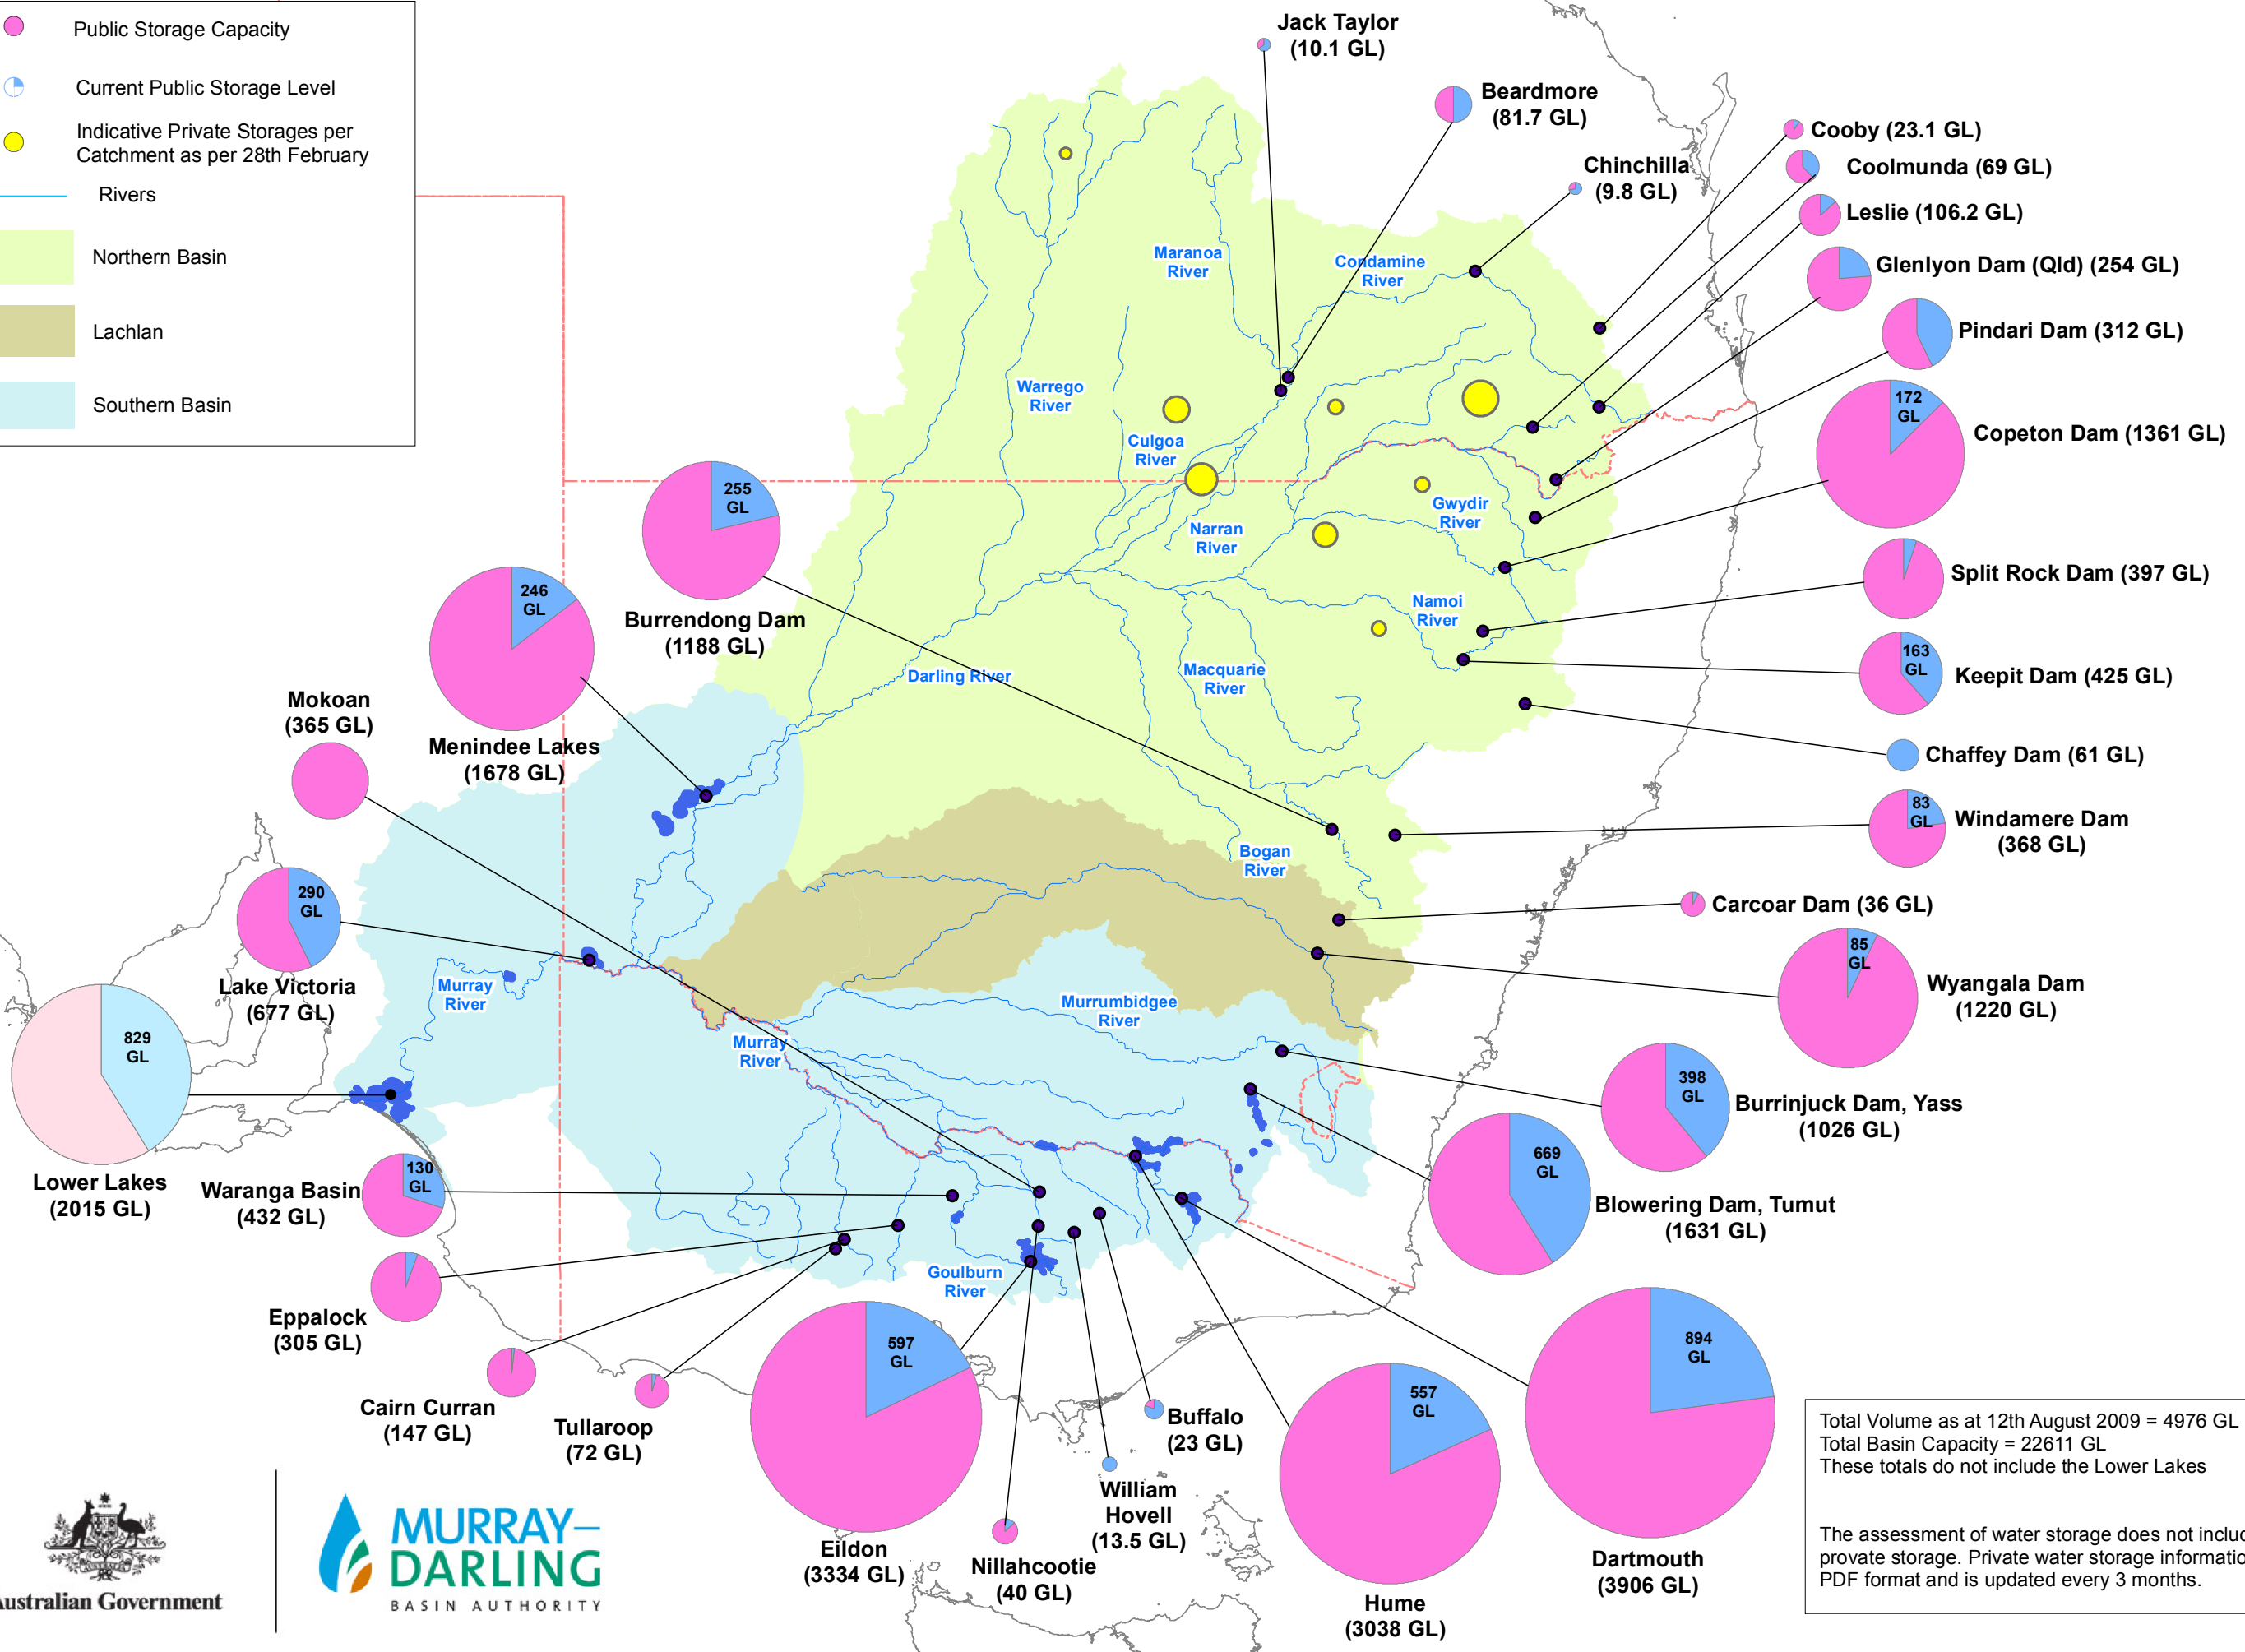 Public Storage Capacity
Current Public Storage Level
Indicative Private Storages per
Catchment as per 28th February
Rivers
Northern Basin
Lachlan
Southern Basin
Jack Taylor
(10.1 GL)
Beardmore
(81.7 GL)
Chinchilla
(9.8 GL)
Cooby (23.1 GL)
Coolmunda (69 GL)
Leslie (106.2 GL)
Glenlyon Dam (Qld) (254 GL)
Pindari Dam (312 GL)
172
GL
Copeton Dam (1361 GL)
Split Rock Dam (397 GL)
163
GL
Keepit Dam (425 GL)
Chaffey Dam (61 GL)
83
GL
Windamere Dam
(368 GL)
Carcoar Dam (36 GL)
85
GL
Wyangala Dam
(1220 GL)
398
GL
Burrinjuck Dam, Yass
(1026 GL)
669
GL
Blowering Dam, Tumut
(1631 GL)
894
GL
Dartmouth
(3906 GL)
557
GL
Hume
(3038 GL)
Buffalo
(23 GL)
William
Hovell
(13.5 GL)
Nillahcootie
(40 GL)
597
GL
Eildon
(3334 GL)
Tullaroop
(72 GL)
Cairn Curran
(147 GL)
Eppalock
(305 GL)
130
GL
Waranga Basin
(432 GL)
829
GL
Lower Lakes
(2015 GL)
290
GL
Lake Victoria
(677 GL)
Mokoan
(365 GL)
246
GL
Menindee Lakes
(1678 GL)
255
GL
Burrendong Dam
(1188 GL)
Maranoa
River
Condamine
River
Warrego
River
Culgoa
River
Narran
River
Gwydir
River
Namoi
River
Macquarie
River
Darling River
Bogan
River
Murrumbidgee
River
Murray
River
Murray
River
Goulburn
River
Australian Government
MURRAY–
DARLING
BASIN AUTHORITY
Total Volume as at 12th August 2009 = 4976 GL
Total Basin Capacity = 22611 GL
These totals do not include the Lower Lakes
The assessment of water storage does not includ
provate storage. Private water storage informatio
PDF format and is updated every 3 months.